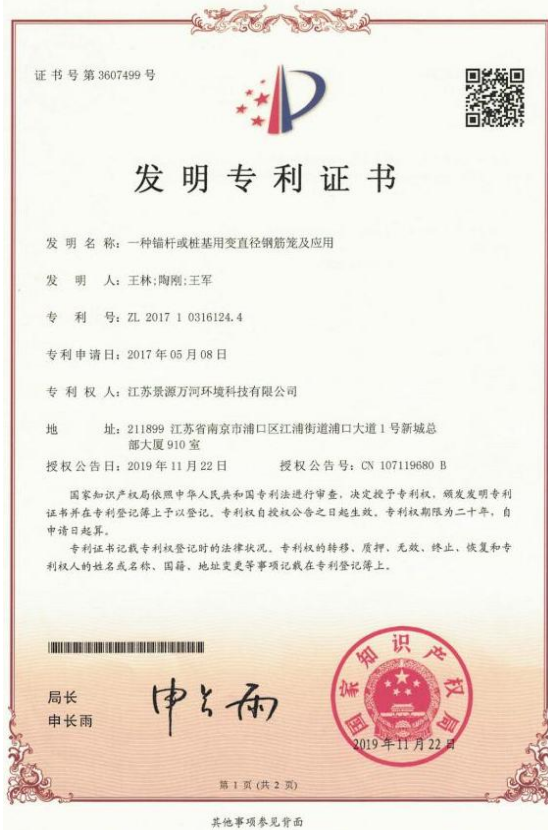 证书号第3607499号
发明专利证书
发明名称：一种锚杆或桩基用变直径钢筋笼及应用
发明人：王林;陶刚;王军
专利号：ZL 2017 1 0316124.4
专利申请日：2017年05月08日
专利权人：江苏景源万河环境科技有限公司
地址：211899 江苏省南京市浦口区江浦街道浦口大道1号新城总
部大厦910室
授权公告日：2019年11月22日 授权公告号：CN 107119680 B
国家知识产权局依照中华人民共和国专利法进行审查，决定授予专利权，颁发发明专利
证书并在专利登记簿上予以登记。专利权自授权公告之日起生效。专利权期限为二十年，自
申请日起算。
专利证书记载专利权登记时的法律状况。专利权的转移、质押、无效、终止、恢复和专
利权人的姓名或名称、国籍、地址变更等事项记载在专利登记簿上。
局长
申长雨
申长雨
国家知识产权局
2019年11月22日
第1页(共2页)
其他事项参见背面